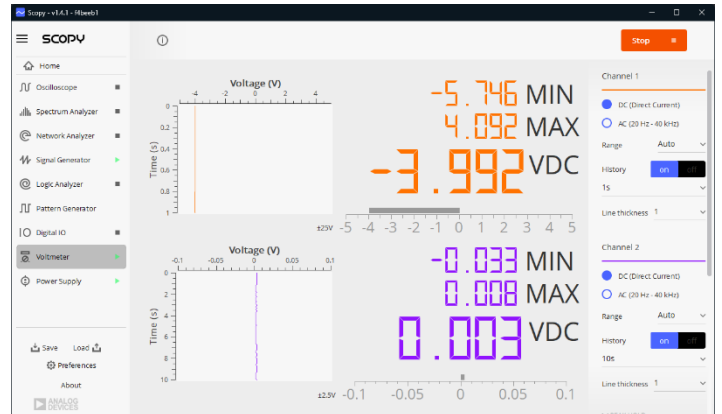 Scopy - v1.4.1 - f4beeb1
SCOPY
Stop
Home
Oscilloscope
Spectrum Analyzer
Network Analyzer
Signal Generator
Logic Analyzer
Pattern Generator
Digital IO
Voltmeter
Power Supply
Save Load
Preferences
About
ANALOG DEVICES
Voltage (V)
-4 -2 0 2 4
Time (s)
0
0.2
0.4
0.6
0.8
1
±25V
-5.746 MIN
4.092 MAX
-3.992 VDC
-5 -4 -3 -2 -1 0 1 2 3 4 5
Voltage (V)
-0.1 -0.05 0 0.05 0.1
Time (s)
0
2
4
6
8
10
±2.5V
-0.033 MIN
0.008 MAX
0.003 VDC
-0.1 -0.05 0 0.05 0.1
Channel 1
DC (Direct Current)
AC (20 Hz - 40 kHz)
Range Auto
History on off
1s
Line thickness 1
Channel 2
DC (Direct Current)
AC (20 Hz - 40 kHz)
Range Auto
History on off
10s
Line thickness 1